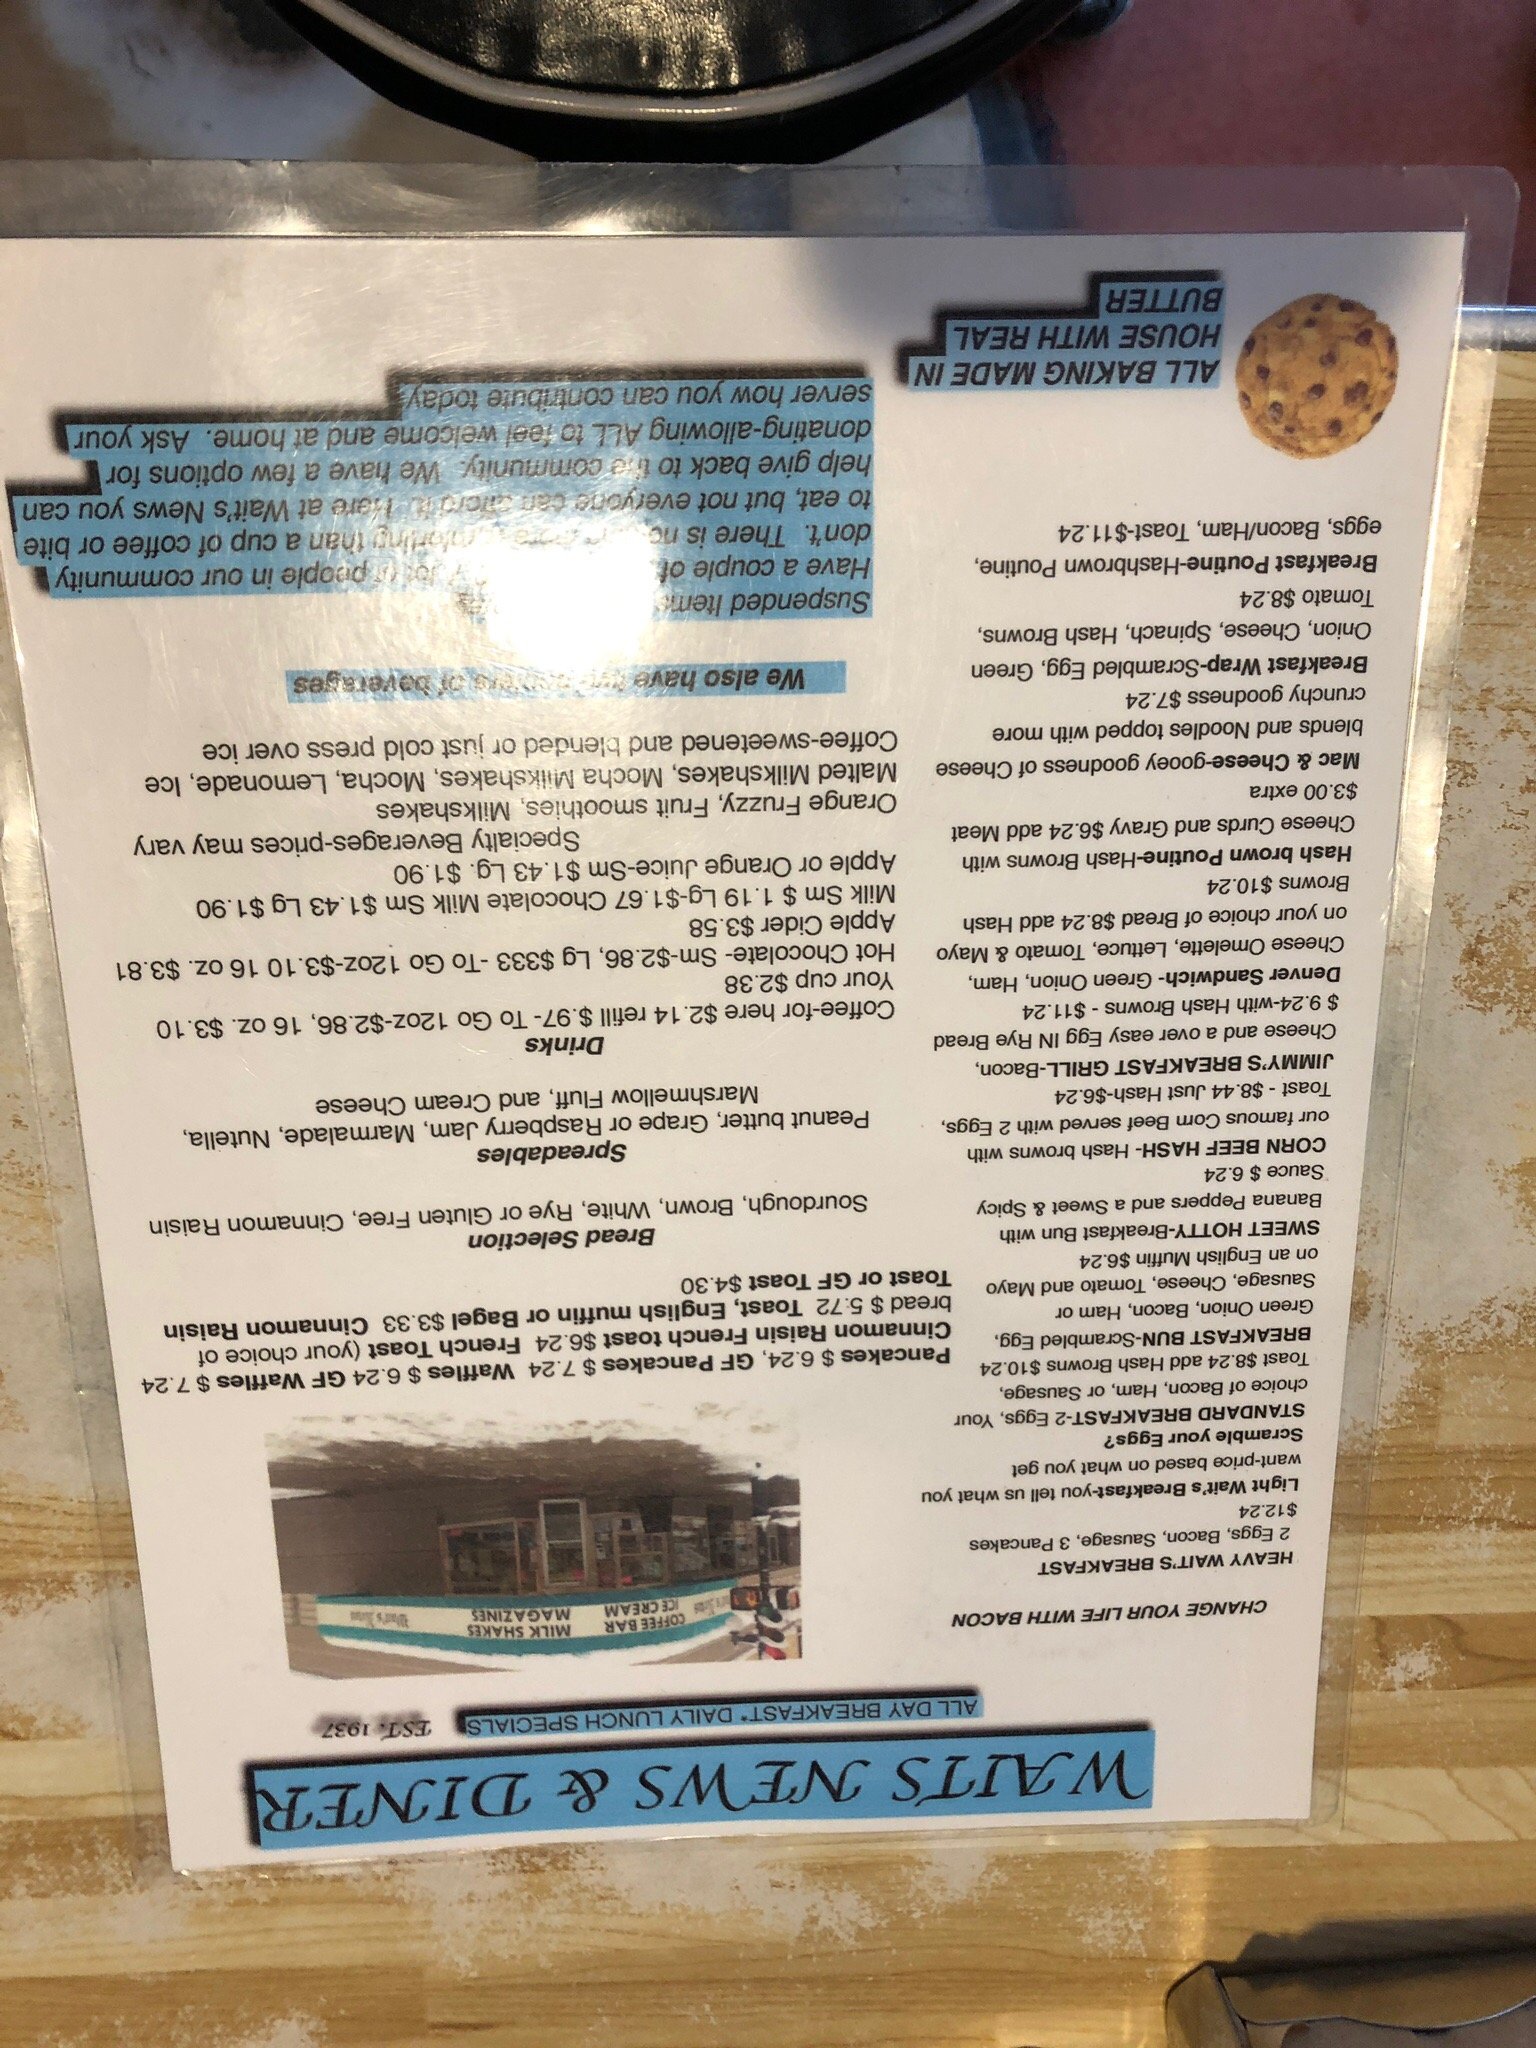 WAITS NEWS & DINER
ALL DAY BREAKFAST* DAILY LUNCH SPECIALS EST. 1937
CHANGE YOUR LIFE WITH BACON
HEAVY WAIT'S BREAKFAST
2 Eggs, Bacon, Sausage, 3 Pancakes
$12.24
Light Wait's Breakfast-you tell us what you
want-price based on what you get
Scramble your Eggs?
STANDARD BREAKFAST-2 Eggs, Your
choice of Bacon, Ham, or Sausage,
Toast $8.24 add Hash Browns $10.24
BREAKFAST BUN-Scrambled Egg,
Green Onion, Bacon, Ham or
Sausage, Cheese, Tomato and Mayo
on an English Muffin $6.24
SWEET HOTTY-Breakfast Bun with
Banana Peppers and a Sweet & Spicy
Sauce $ 6.24
CORN BEEF HASH- Hash browns with
our famous Corn Beef served with 2 Eggs,
Toast - $8.44 Just Hash-$6.24
JIMMY'S BREAKFAST GRILL-Bacon,
Cheese and a over easy Egg IN Rye Bread
$ 9.24-with Hash Browns - $11.24
Denver Sandwich- Green Onion, Ham,
Cheese Omelette, Lettuce, Tomato & Mayo
on your choice of Bread $8.24 add Hash
Browns $10.24
Hash brown Poutine-Hash Browns with
Cheese Curds and Gravy $6.24 add Meat
$3.00 extra
Mac & Cheese-gooey goodness of Cheese
blends and Noodles topped with more
crunchy goodness $7.24
Breakfast Wrap-Scrambled Egg, Green
Onion, Cheese, Spinach, Hash Browns,
Tomato $8.24
Breakfast Poutine-Hashbrown Poutine,
eggs, Bacon/Ham, Toast-$11.24
ALL BAKING MADE IN
HOUSE WITH REAL
BUTTER
COFFEE BAR MILK SHAKES
ICE CREAM MAGAZINES
Pancakes $ 6.24, GF Pancakes $ 7.24 Waffles $ 6.24 GF Waffles $ 7.24
Cinnamon Raisin French toast $6.24 French Toast (your choice of
bread $ 5.72 Toast, English muffin or Bagel $3.33 Cinnamon Raisin
Toast or GF Toast $4.30
Bread Selection
Sourdough, Brown, White, Rye or Gluten Free, Cinnamon Raisin
Spreadables
Peanut butter, Grape or Raspberry Jam, Marmalade, Nutella,
Marshmellow Fluff, and Cream Cheese
Drinks
Coffee-for here $2.14 refill $.97- To Go 12oz-$2.86, 16 oz. $3.10
Your cup $2.38
Hot Chocolate- Sm-$2.86, Lg $333 -To- Go 12oz-$3.10 16 oz. $3.81
Apple Cider $3.58
Milk Sm $ 1.19 Lg-$1.67 Chocolate Milk Sm $1.43 Lg $1.90
Apple or Orange Juice-Sm $1.43 Lg. $1.90
Specialty Beverages-prices may vary
Orange Fruzzy, Fruit smoothies, Milkshakes
Malted Milkshakes, Mocha Milkshakes, Mocha, Lemonade, Ice
Coffee-sweetened and blended or just cold press over ice
We also have two coolers of beverages
Suspended Items
Have a couple of lot of people in our community
don't. There is nothing more comforting than a cup of coffee or bite
to eat, but not everyone can afford it. Here at Wait's News you can
help give back to the community. We have a few options for
donating-allowing ALL to feel welcome and at home. Ask your
server how you can contribute today